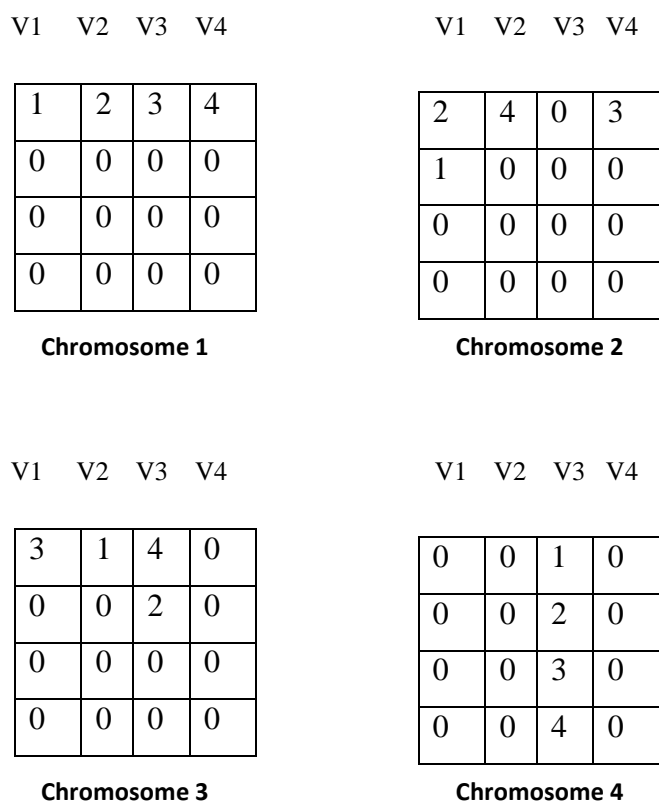 V1 V2 V3 V4
1 2 3 4
0 0 0 0
0 0 0 0
0 0 0 0
Chromosome 1
V1 V2 V3 V4
2 4 0 3
1 0 0 0
0 0 0 0
0 0 0 0
Chromosome 2
V1 V2 V3 V4
3 1 4 0
0 0 2 0
0 0 0 0
0 0 0 0
Chromosome 3
V1 V2 V3 V4
0 0 1 0
0 0 2 0
0 0 3 0
0 0 4 0
Chromosome 4